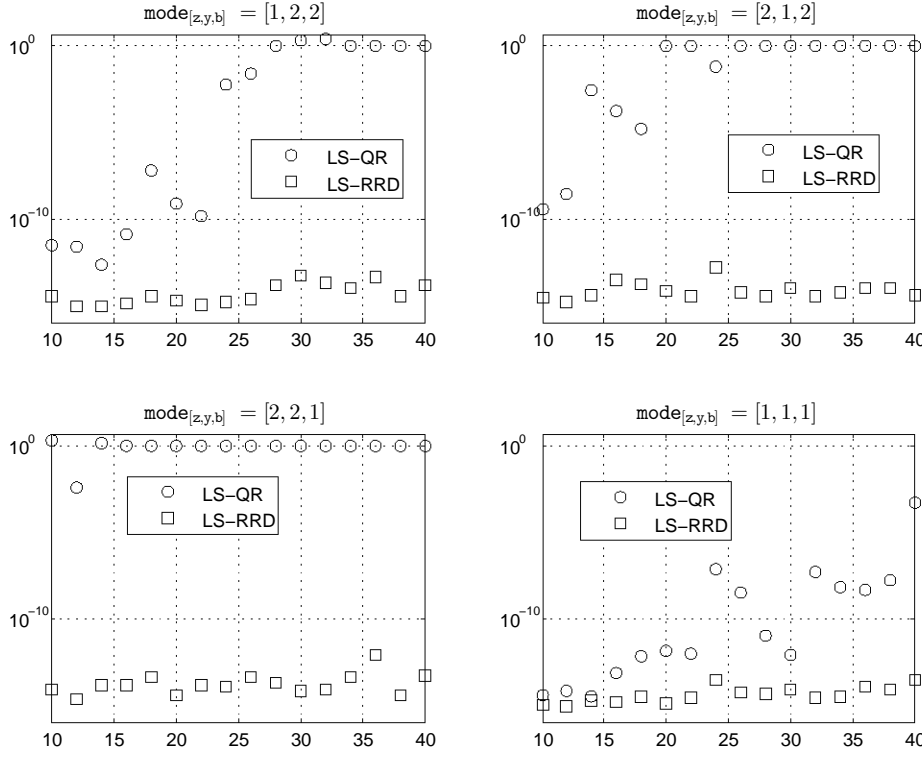 mode[z,y,b] = [1, 2, 2]
10^0
10^−10
LS−QR
LS−RRD
10 15 20 25 30 35 40
mode[z,y,b] = [2, 1, 2]
10^0
10^−10
LS−QR
LS−RRD
10 15 20 25 30 35 40
mode[z,y,b] = [2, 2, 1]
10^0
10^−10
LS−QR
LS−RRD
10 15 20 25 30 35 40
mode[z,y,b] = [1, 1, 1]
10^0
10^−10
LS−QR
LS−RRD
10 15 20 25 30 35 40